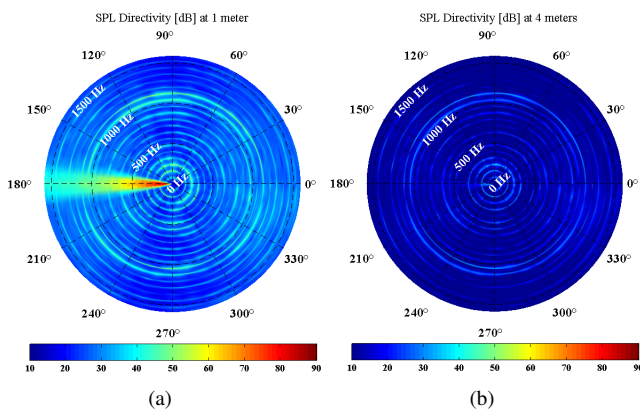 SPL Directivity [dB] at 1 meter
90°
120°
60°
150°
30°
180°
0°
210°
330°
240°
300°
270°
1500 Hz
1000 Hz
500 Hz
0 Hz
10 20 30 40 50 60 70 80 90
(a)
SPL Directivity [dB] at 4 meters
90°
120°
60°
150°
30°
180°
0°
210°
330°
240°
300°
270°
1500 Hz
1000 Hz
500 Hz
0 Hz
10 20 30 40 50 60 70 80 90
(b)